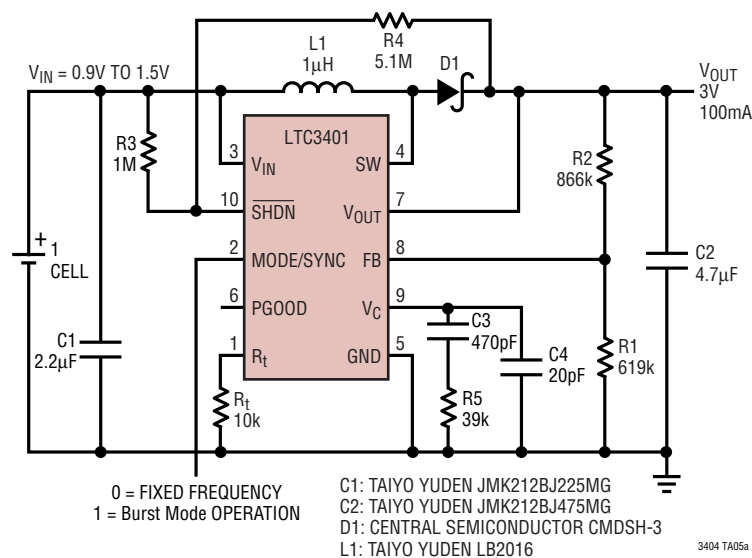 R4
5.1M
L1
1µH
D1
V_IN = 0.9V TO 1.5V
V_OUT
3V
100mA
R3
1M
LTC3401
3
V_IN
SW
4
10
SHDN
V_OUT
7
2
MODE/SYNC
FB
8
6
PGOOD
V_C
9
1
R_t
GND
5
R2
866k
+
1
CELL
C2
4.7µF
C1
2.2µF
C3
470pF
C4
20pF
R1
619k
R_t
10k
R5
39k
0 = FIXED FREQUENCY
1 = Burst Mode OPERATION
C1: TAIYO YUDEN JMK212BJ225MG
C2: TAIYO YUDEN JMK212BJ475MG
D1: CENTRAL SEMICONDUCTOR CMDSH-3
L1: TAIYO YUDEN LB2016
3404 TA05a